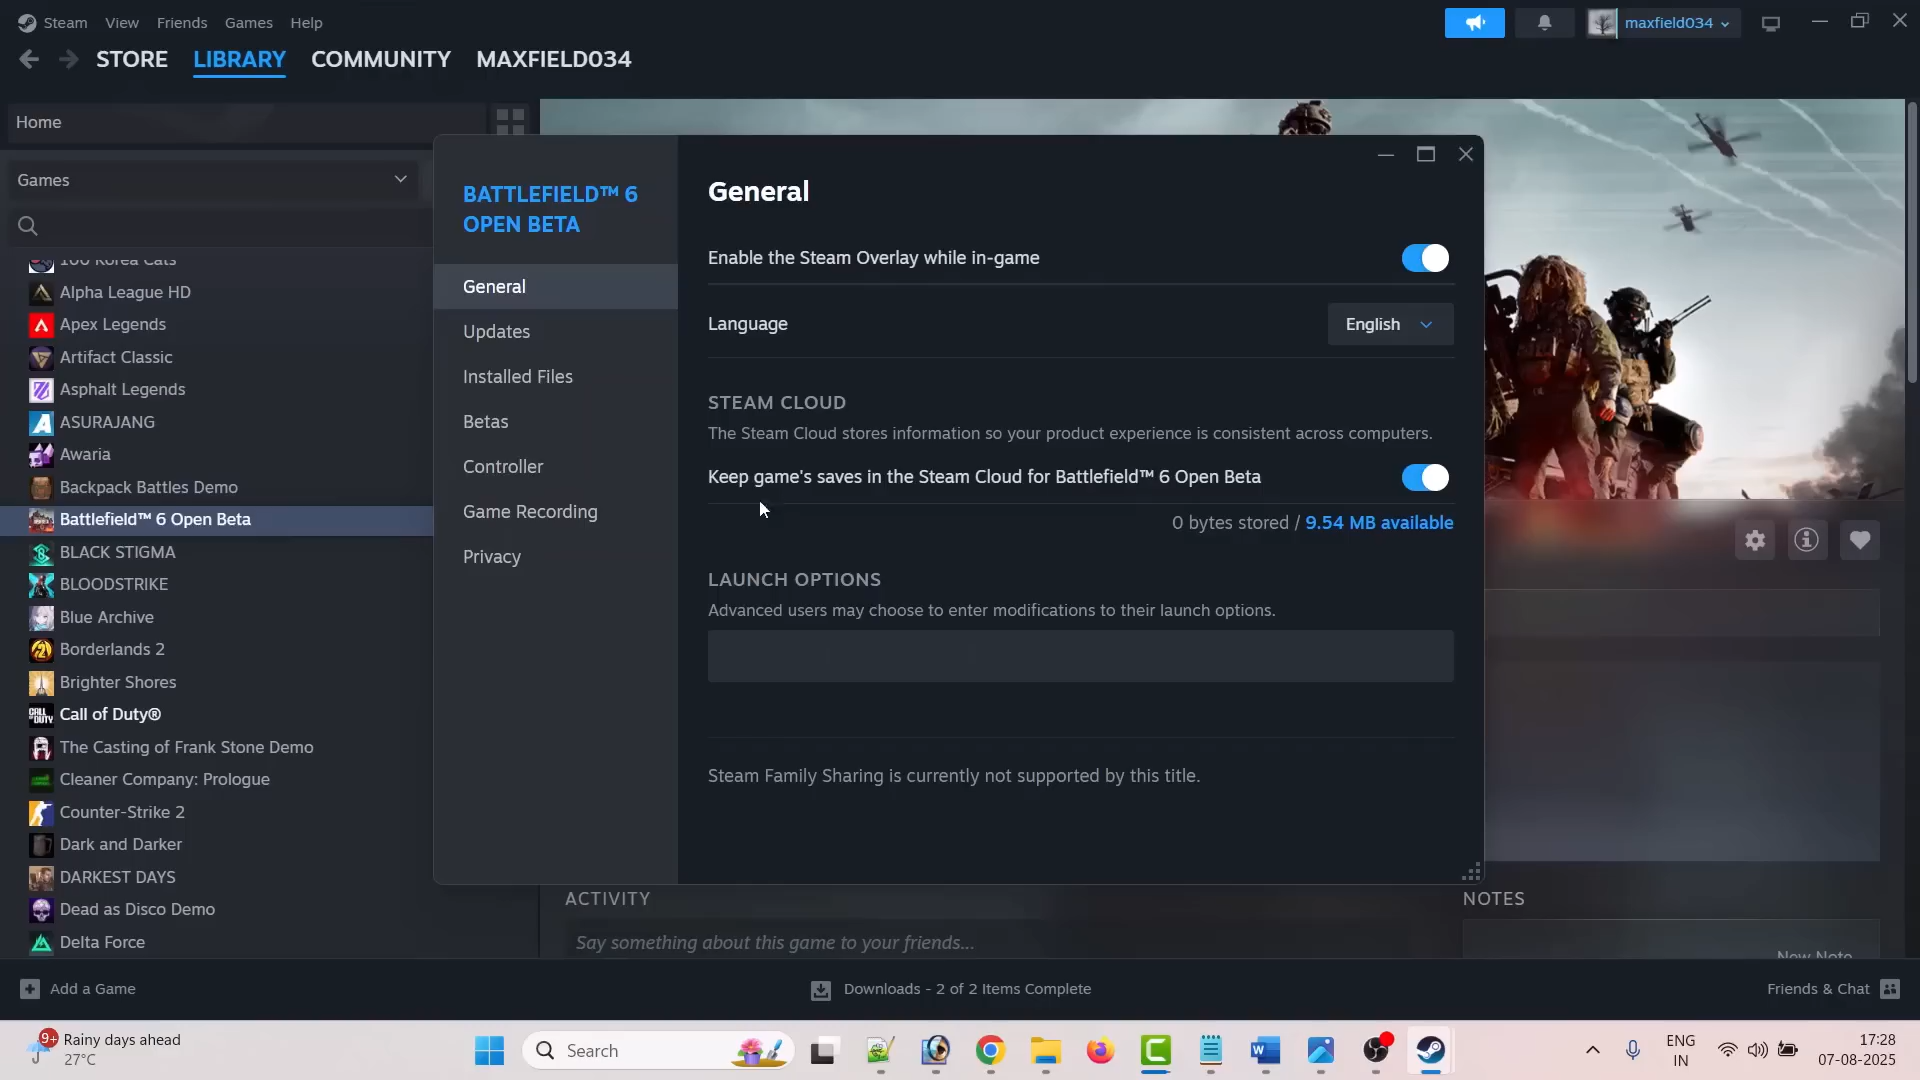 Steam View Friends Games Help
maxfield034
STORE LIBRARY COMMUNITY MAXFIELD034
Home
Games
100 Korea Cats
Alpha League HD
Apex Legends
Artifact Classic
Asphalt Legends
ASURAJANG
Awaria
Backpack Battles Demo
Battlefield™ 6 Open Beta
BLACK STIGMA
BLOODSTRIKE
Blue Archive
Borderlands 2
Brighter Shores
Call of Duty®
The Casting of Frank Stone Demo
Cleaner Company: Prologue
Counter-Strike 2
Dark and Darker
DARKEST DAYS
Dead as Disco Demo
Delta Force
BATTLEFIELD™ 6
OPEN BETA
General
Updates
Installed Files
Betas
Controller
Game Recording
Privacy
General
Enable the Steam Overlay while in-game
Language English
STEAM CLOUD
The Steam Cloud stores information so your product experience is consistent across computers.
Keep game's saves in the Steam Cloud for Battlefield™ 6 Open Beta
0 bytes stored / 9.54 MB available
LAUNCH OPTIONS
Advanced users may choose to enter modifications to their launch options.
Steam Family Sharing is currently not supported by this title.
ACTIVITY
Say something about this game to your friends...
NOTES
New Note
Add a Game
Downloads - 2 of 2 Items Complete
Friends & Chat
9+
Rainy days ahead
27°C
Search
ENG
IN
17:28
07-08-2025